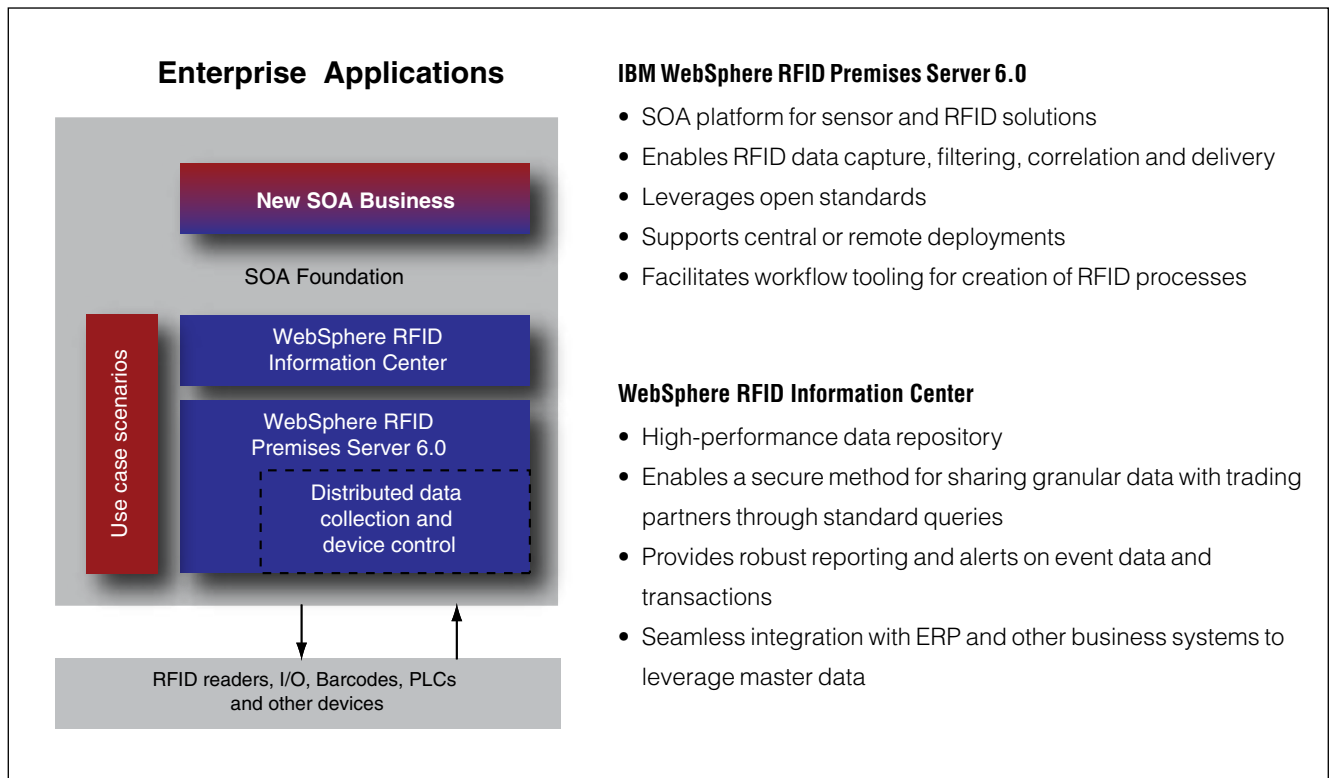 Enterprise Applications
New SOA Business
SOA Foundation
Use case scenarios
WebSphere RFID
Information Center
WebSphere RFID
Premises Server 6.0
Distributed data
collection and
device control
RFID readers, I/O, Barcodes, PLCs
and other devices
IBM WebSphere RFID Premises Server 6.0
• SOA platform for sensor and RFID solutions
• Enables RFID data capture, filtering, correlation and delivery
• Leverages open standards
• Supports central or remote deployments
• Facilitates workflow tooling for creation of RFID processes
WebSphere RFID Information Center
• High-performance data repository
• Enables a secure method for sharing granular data with trading
partners through standard queries
• Provides robust reporting and alerts on event data and
transactions
• Seamless integration with ERP and other business systems to
leverage master data